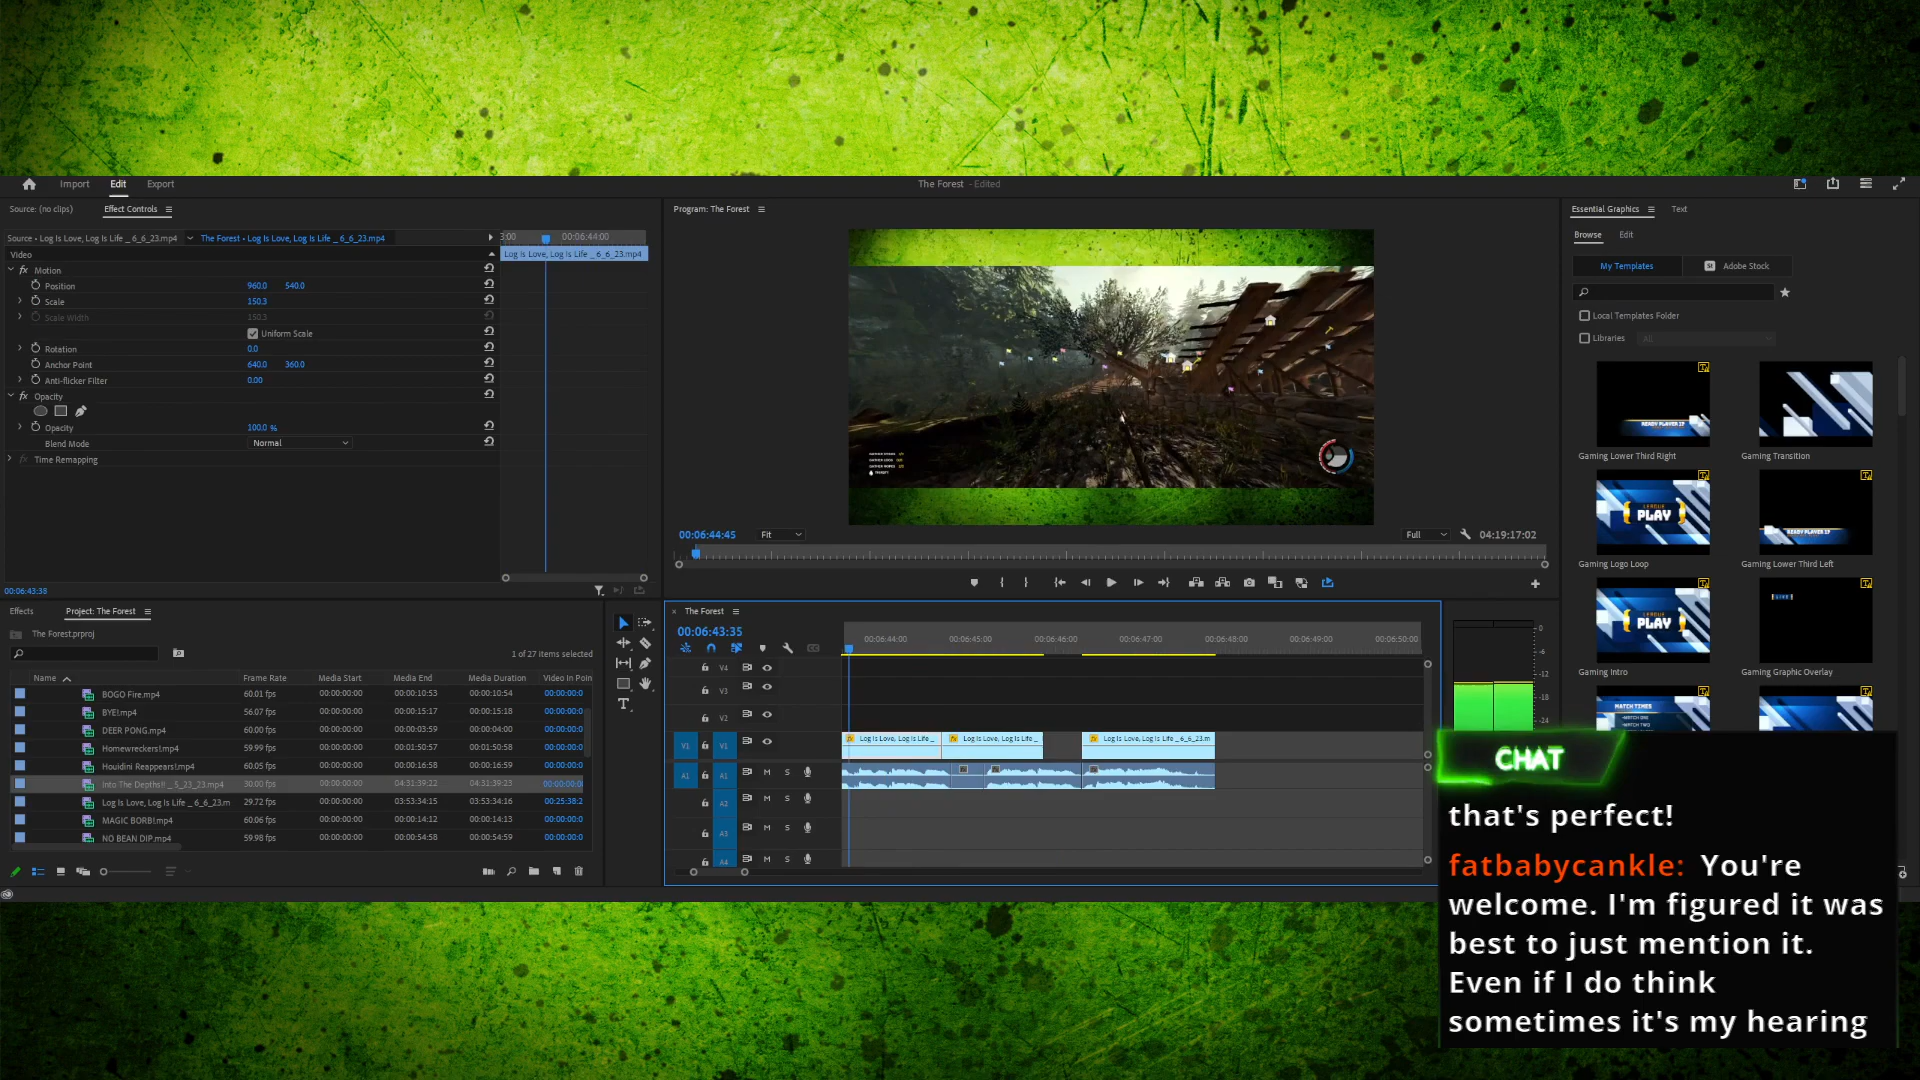 Import Edit Export
The Forest - Edited
Source: (no clips) Effect Controls
Program: The Forest
Essential Graphics Text
Source • Log Is Love, Log Is Life _ 6_6_23.mp4 The Forest • Log Is Love, Log Is Life _ 6_6_23.mp4
3:00 00:06:44:00
Video
Log Is Love, Log Is Life _ 6_6_23.mp4
fx Motion
Position 960.0 540.0
Scale 150.3
Scale Width 150.3
Uniform Scale
Rotation 0.0
Anchor Point 640.0 360.0
Anti-flicker Filter 0.00
fx Opacity
Opacity 100.0 %
Blend Mode Normal
fx Time Remapping
00:06:43:38
00:06:44:45 Fit Full 04:19:17:02
Browse Edit
My Templates St Adobe Stock
Local Templates Folder
Libraries All
Gaming Lower Third Right Gaming Transition
LEAGUE
PLAY
Gaming Logo Loop Gaming Lower Third Left
LEAGUE
PLAY
Gaming Intro Gaming Graphic Overlay
MATCH TIMES
Effects Project: The Forest
The Forest.prproj
1 of 27 items selected
Name Frame Rate Media Start Media End Media Duration Video In Poin
BOGO Fire.mp4 60.01 fps 00:00:00:00 00:00:10:53 00:00:10:54 00:00:00:0
BYE!.mp4 56.07 fps 00:00:00:00 00:00:15:17 00:00:15:18 00:00:00:0
DEER PONG.mp4 60.00 fps 00:00:00:00 00:00:03:59 00:00:04:00 00:00:00:0
Homewreckers!.mp4 59.99 fps 00:00:00:00 00:01:50:57 00:01:50:58 00:00:00:0
Houidini Reappears!.mp4 60.05 fps 00:00:00:00 00:00:16:58 00:00:16:59 00:00:00:0
Into The Depths!! _ 5_23_23.mp4 30.00 fps 00:00:00:00 04:31:39:22 04:31:39:23 00:00:00:0
Log Is Love, Log Is Life _ 6_6_23.m 29.72 fps 00:00:00:00 03:53:34:15 03:53:34:16 00:25:38:2
MAGIC BORB!.mp4 60.06 fps 00:00:00:00 00:00:14:12 00:00:14:13 00:00:00:0
NO BEAN DIP.mp4 59.98 fps 00:00:00:00 00:00:54:58 00:00:54:59 00:00:00:0
The Forest
00:06:43:35
00:06:44:00 00:06:45:00 00:06:46:00 00:06:47:00 00:06:48:00 00:06:49:00 00:06:50:00
V4
V3
V2
V1 V1 Log Is Love, Log Is Life _ Log Is Love, Log Is Life _ Log Is Love, Log Is Life _ 6_6_23.m
A1 A1 M S
A2 M S
A3 M S
A4 M S
0
-6
-12
-18
-24
CHAT
that's perfect!
fatbabycankle: You're
welcome. I'm figured it was
best to just mention it.
Even if I do think
sometimes it's my hearing